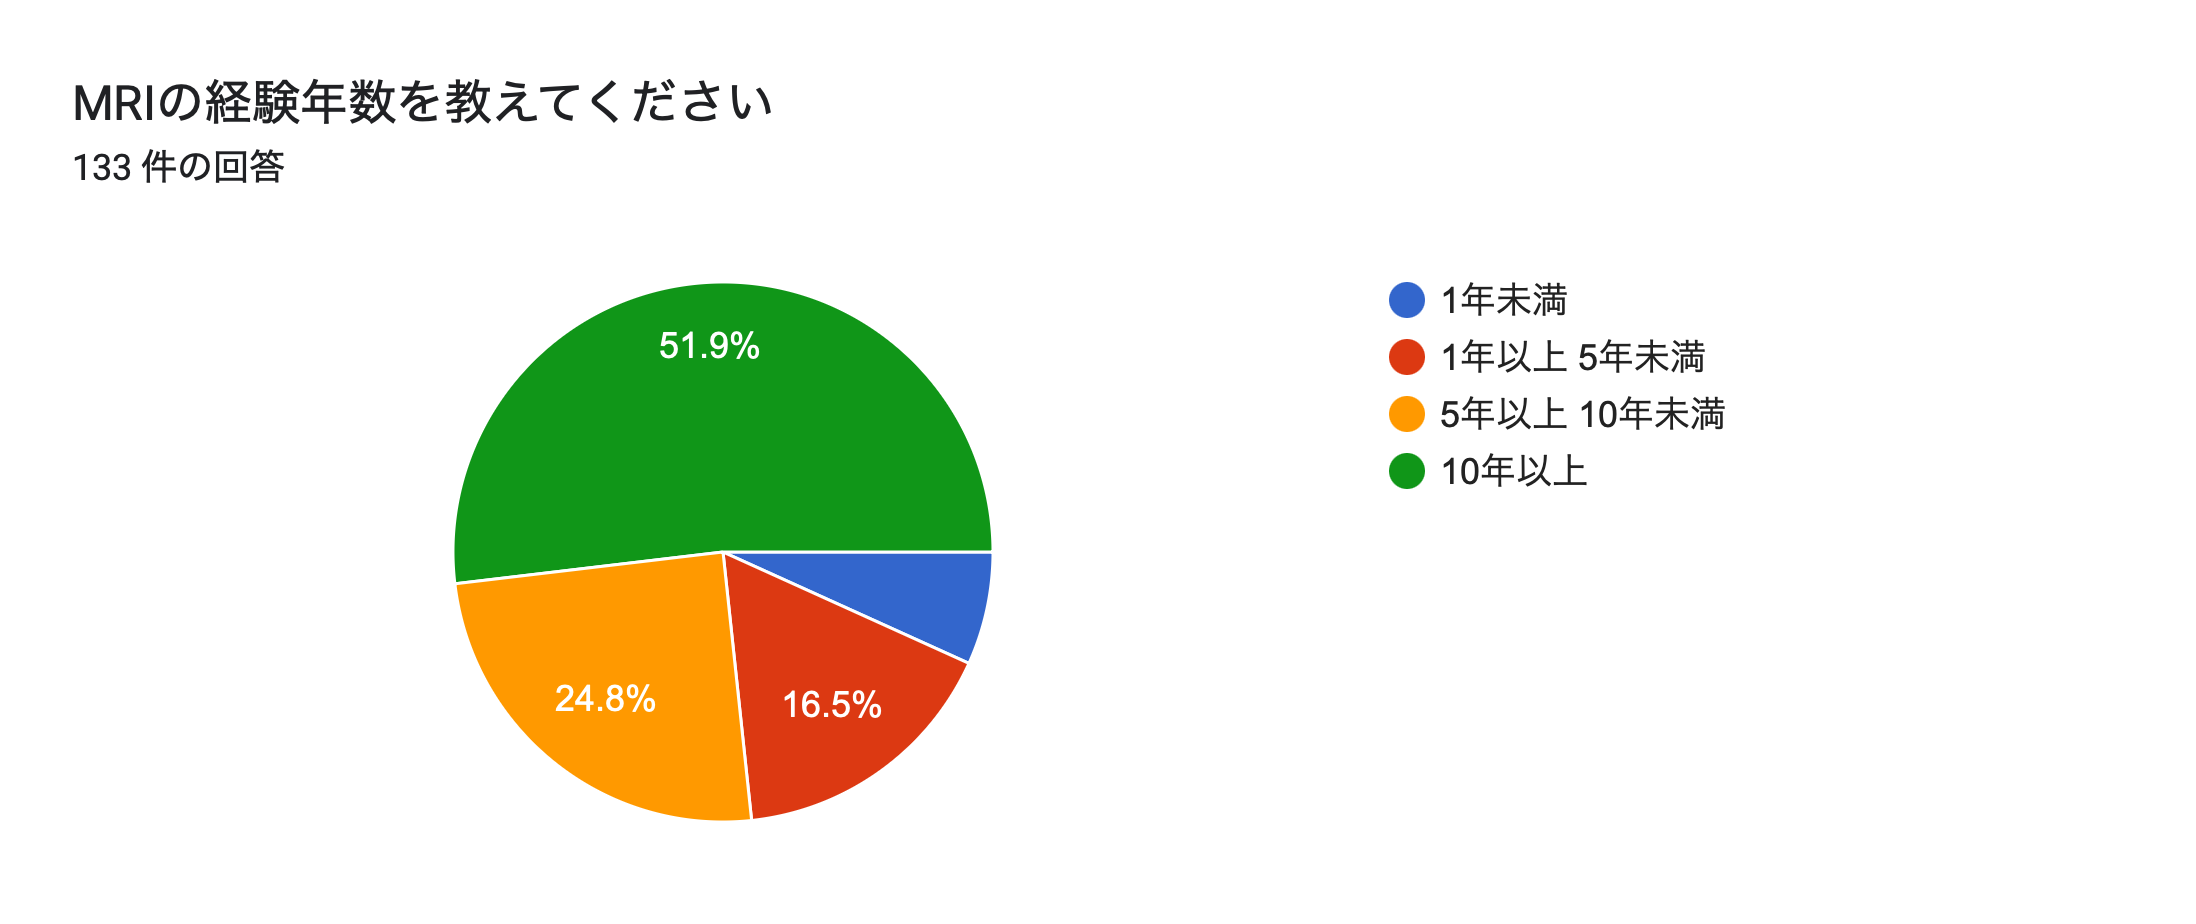 MRIの経験年数を教えてください
133 件の回答
51.9%
24.8%
16.5%
1年未満
1年以上 5年未満
5年以上 10年未満
10年以上